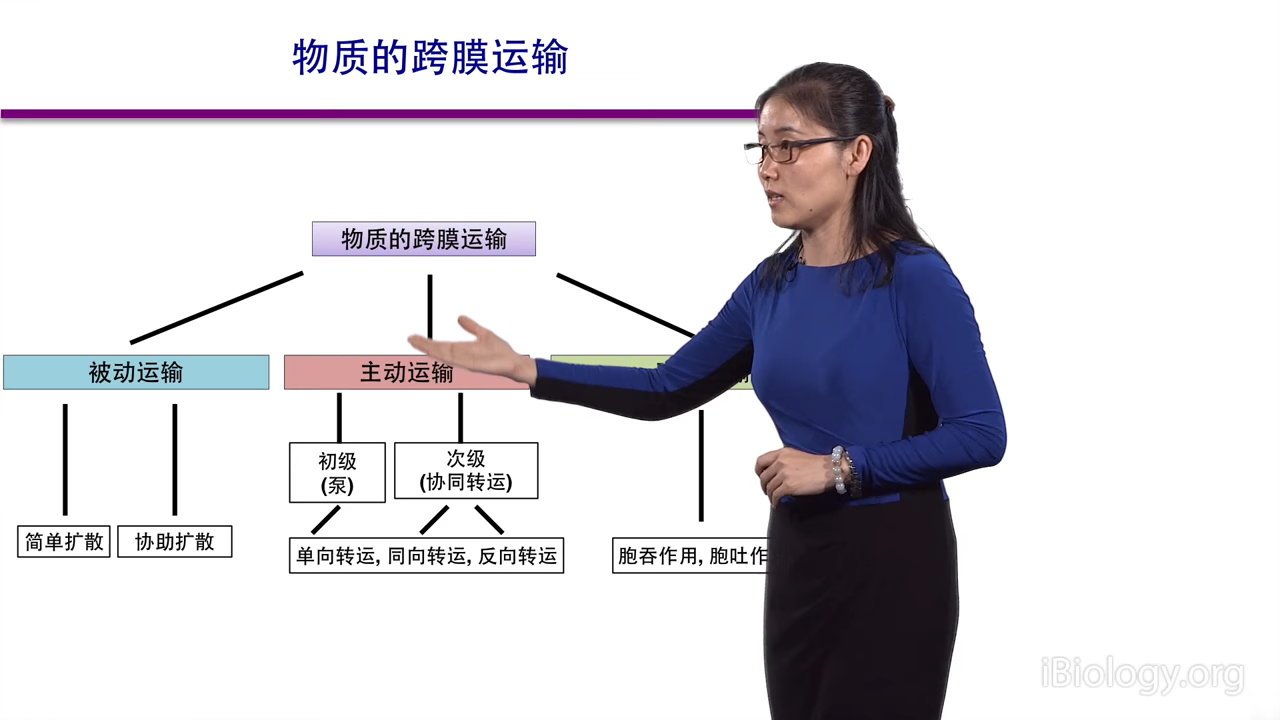 物质的跨膜运输
物质的跨膜运输
被动运输
主动运输
初级
(泵)
次级
(协同转运)
简单扩散
协助扩散
单向转运, 同向转运, 反向转运
胞吞作用, 胞吐作
iBiology.org